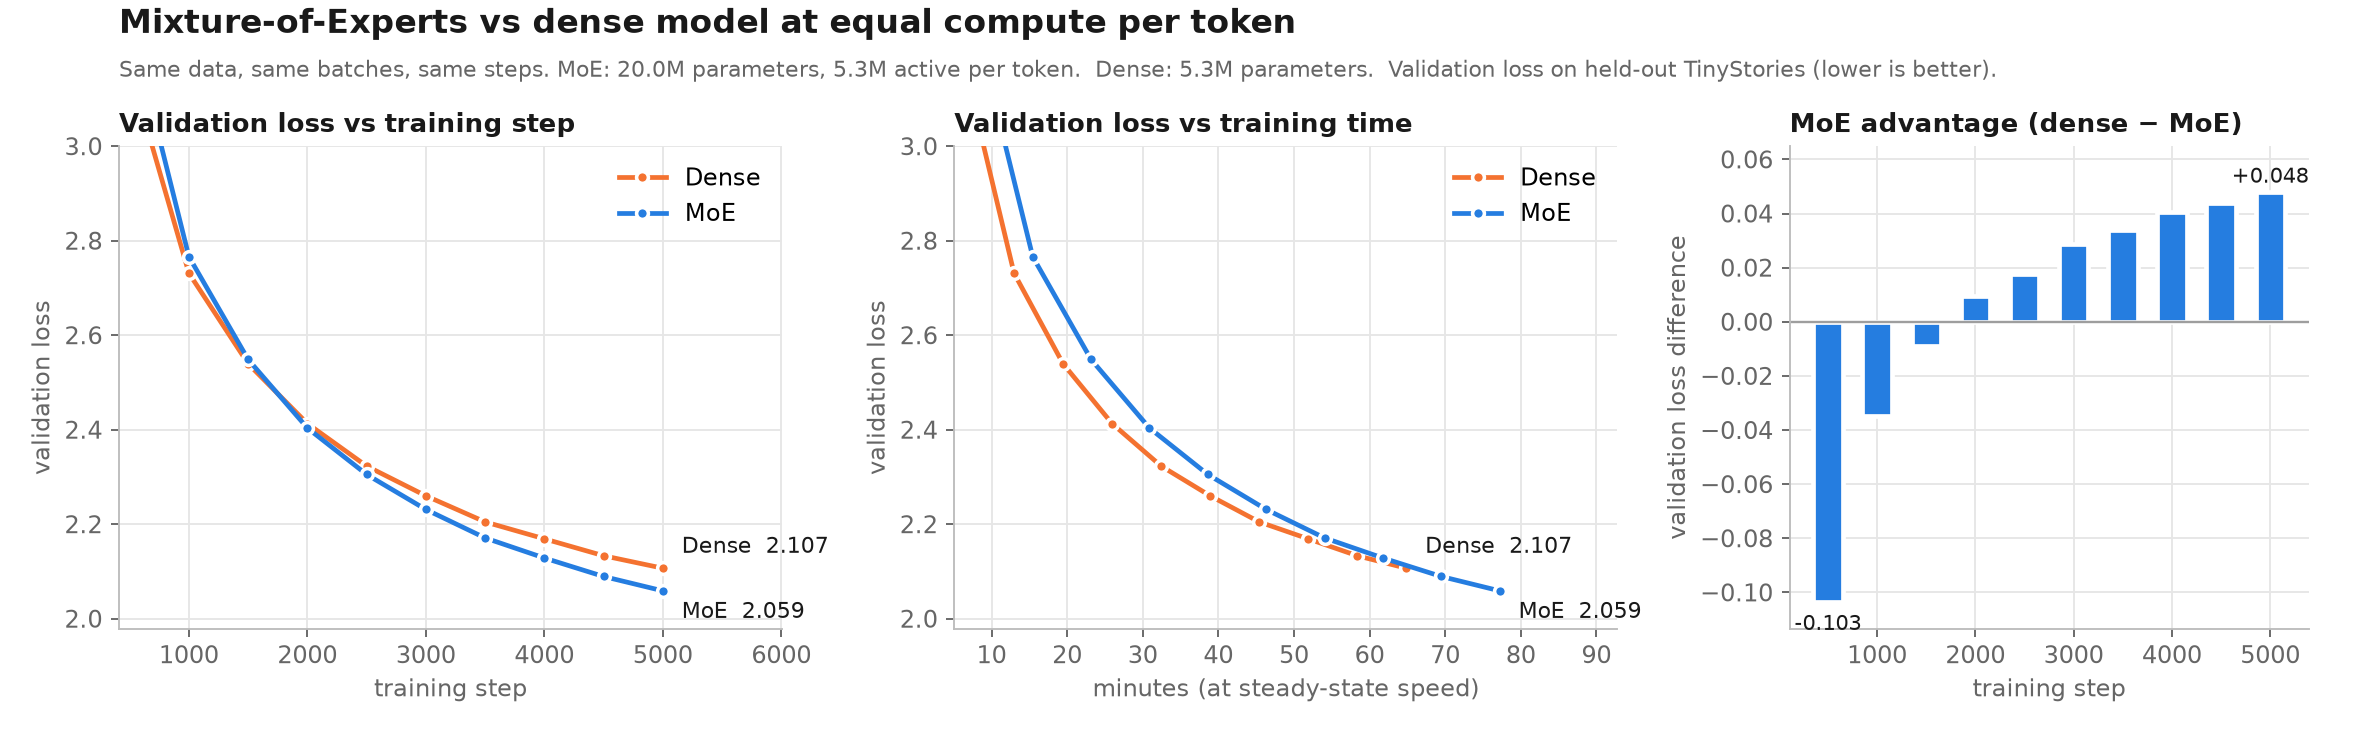 Mixture-of-Experts vs dense model at equal compute per token
Same data, same batches, same steps. MoE: 20.0M parameters, 5.3M active per token.  Dense: 5.3M parameters.  Validation loss on held-out TinyStories (lower is better).
Validation loss vs training step
3.0
2.8
2.6
2.4
2.2
2.0
validation loss
Dense
MoE
Dense  2.107
MoE  2.059
1000 2000 3000 4000 5000 6000
training step
Validation loss vs training time
3.0
2.8
2.6
2.4
2.2
2.0
validation loss
Dense
MoE
Dense  2.107
MoE  2.059
10 20 30 40 50 60 70 80 90
minutes (at steady-state speed)
MoE advantage (dense − MoE)
0.06
0.04
0.02
0.00
−0.02
−0.04
−0.06
−0.08
−0.10
validation loss difference
+0.048
-0.103
1000 2000 3000 4000 5000
training step